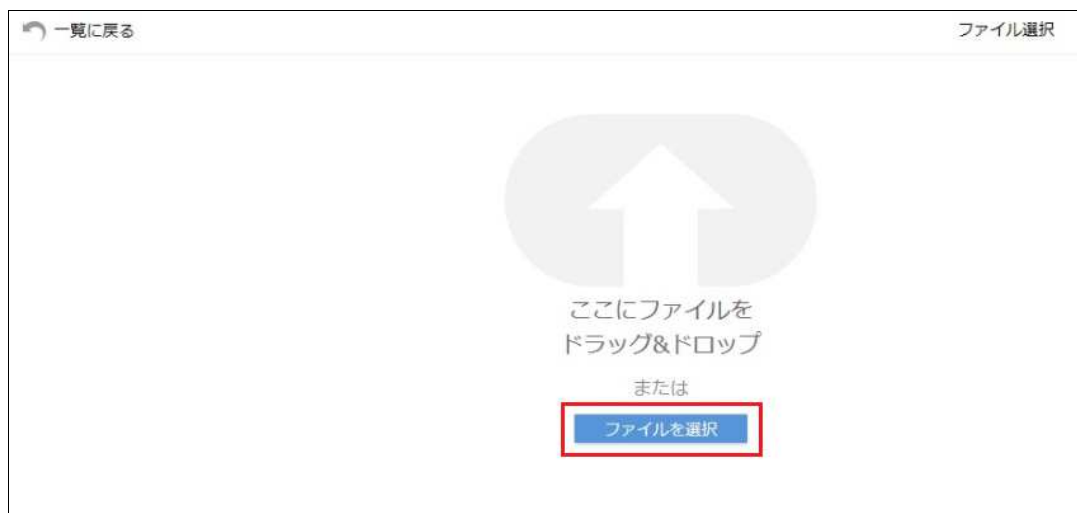 一覧に戻る
ファイル選択
ここにファイルを
ドラッグ&ドロップ
または
ファイルを選択